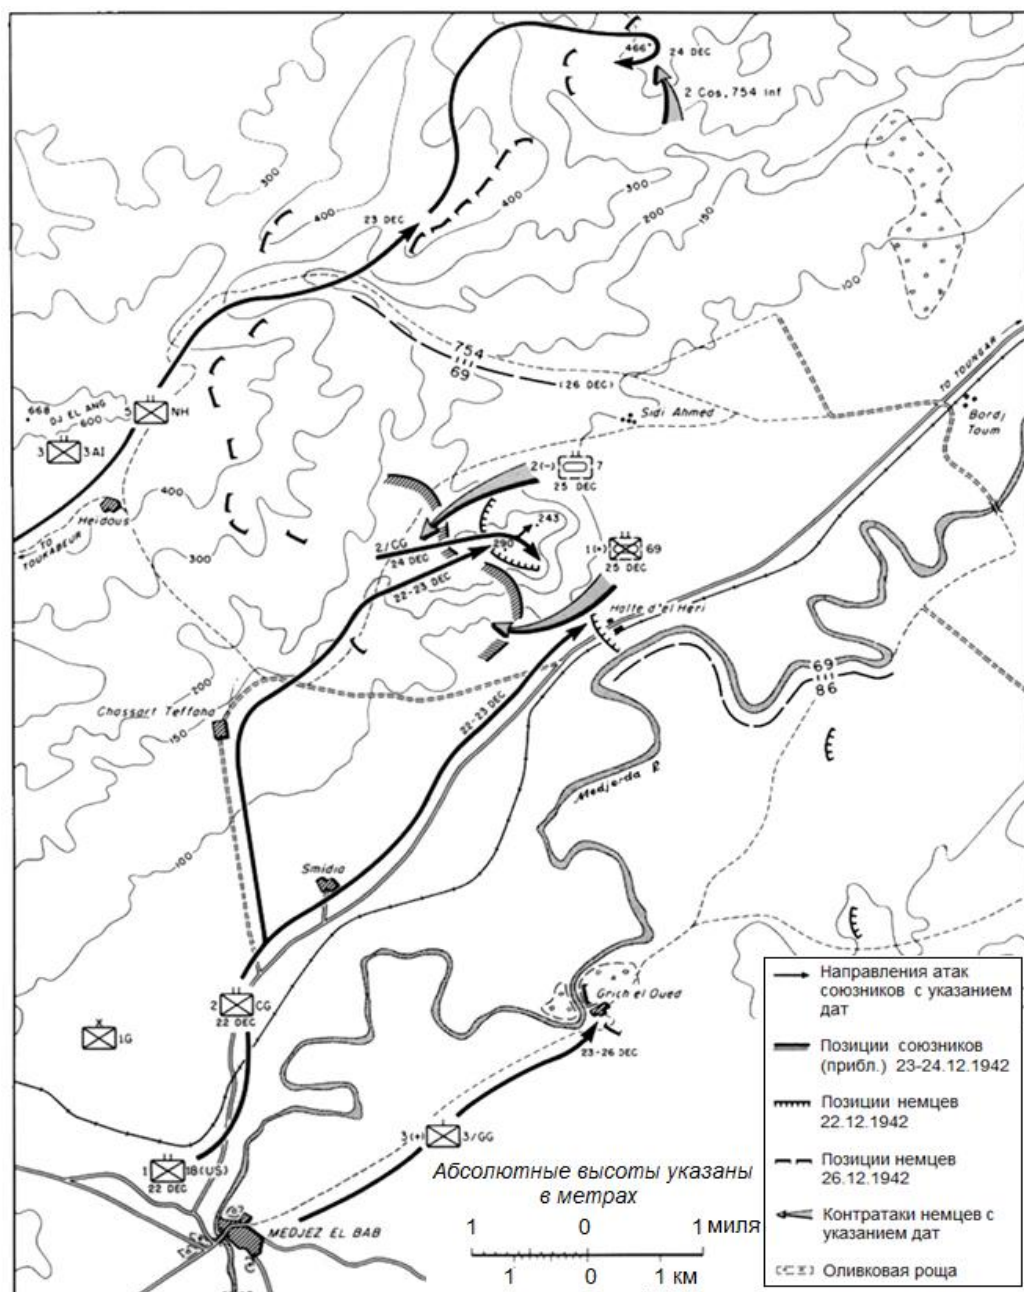 466
24 DEC
2 Cos, 754 Inf
300
400
23 DEC
400
300
200
150
100
754
69
(26 DEC)
TO TOUNGAR
668
DJ EL ANG
600
5 NH
3 3AI
Sidi Ahmed
Bordj
Toum
2(-) 7
25 DEC
400
Heidous
TO
TOUKABEUR
300
2/CG
24 DEC
243
290
22-23 DEC
1(+) 69
25 DEC
Halte d'el Heri
69
86
200
Chassart Teffaha
150
22-23 DEC
Medjerda R
100
Smidia
2 CG
22 DEC
Grich el Oued
1G
23-26 DEC
3(+) 3/GG
1 18(US)
22 DEC
MEDJEZ EL BAB
Абсолютные высоты указаны
в метрах
1 0 1 миля
1 0 1 км
Направления атак
союзников с указанием
дат
Позиции союзников
(прибл.) 23-24.12.1942
Позиции немцев
22.12.1942
Позиции немцев
26.12.1942
Контратаки немцев с
указанием дат
Оливковая роща